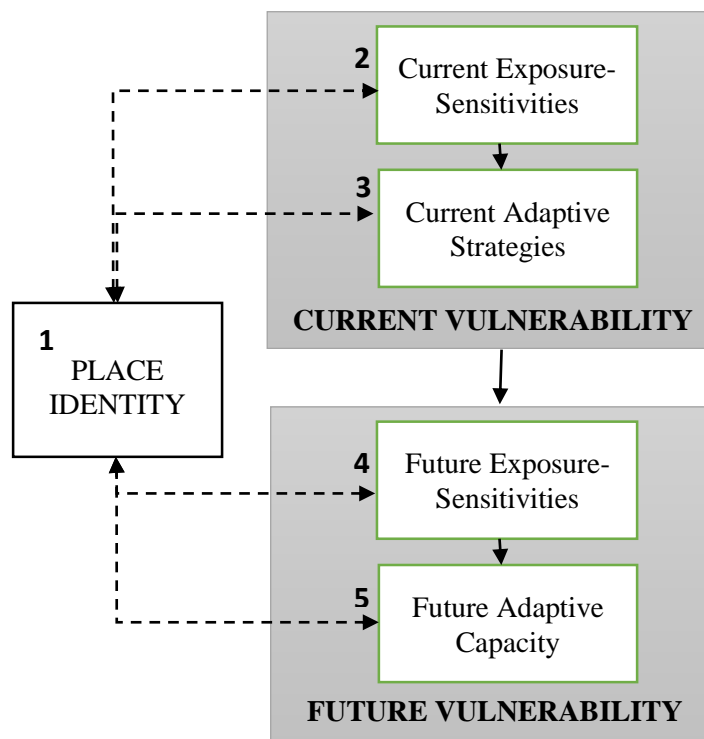 2
Current Exposure-
Sensitivities
3
Current Adaptive
Strategies
CURRENT VULNERABILITY
1
PLACE
IDENTITY
4
Future Exposure-
Sensitivities
5
Future Adaptive
Capacity
FUTURE VULNERABILITY